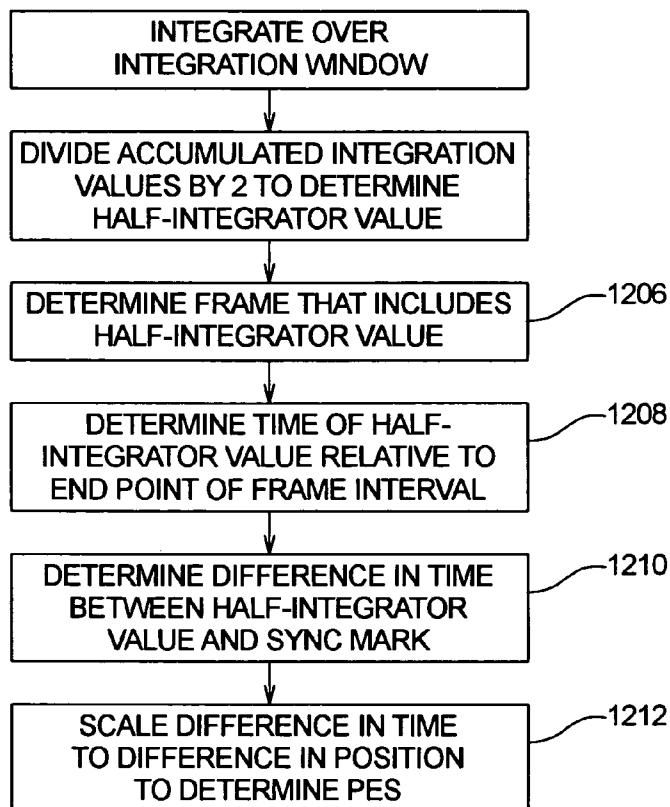 INTEGRATE OVER
INTEGRATION WINDOW
DIVIDE ACCUMULATED INTEGRATION
VALUES BY 2 TO DETERMINE
HALF-INTEGRATOR VALUE
DETERMINE FRAME THAT INCLUDES
HALF-INTEGRATOR VALUE
1206
DETERMINE TIME OF HALF-
INTEGRATOR VALUE RELATIVE TO
END POINT OF FRAME INTERVAL
1208
DETERMINE DIFFERENCE IN TIME
BETWEEN HALF-INTEGRATOR
VALUE AND SYNC MARK
1210
SCALE DIFFERENCE IN TIME
TO DIFFERENCE IN POSITION
TO DETERMINE PES
1212